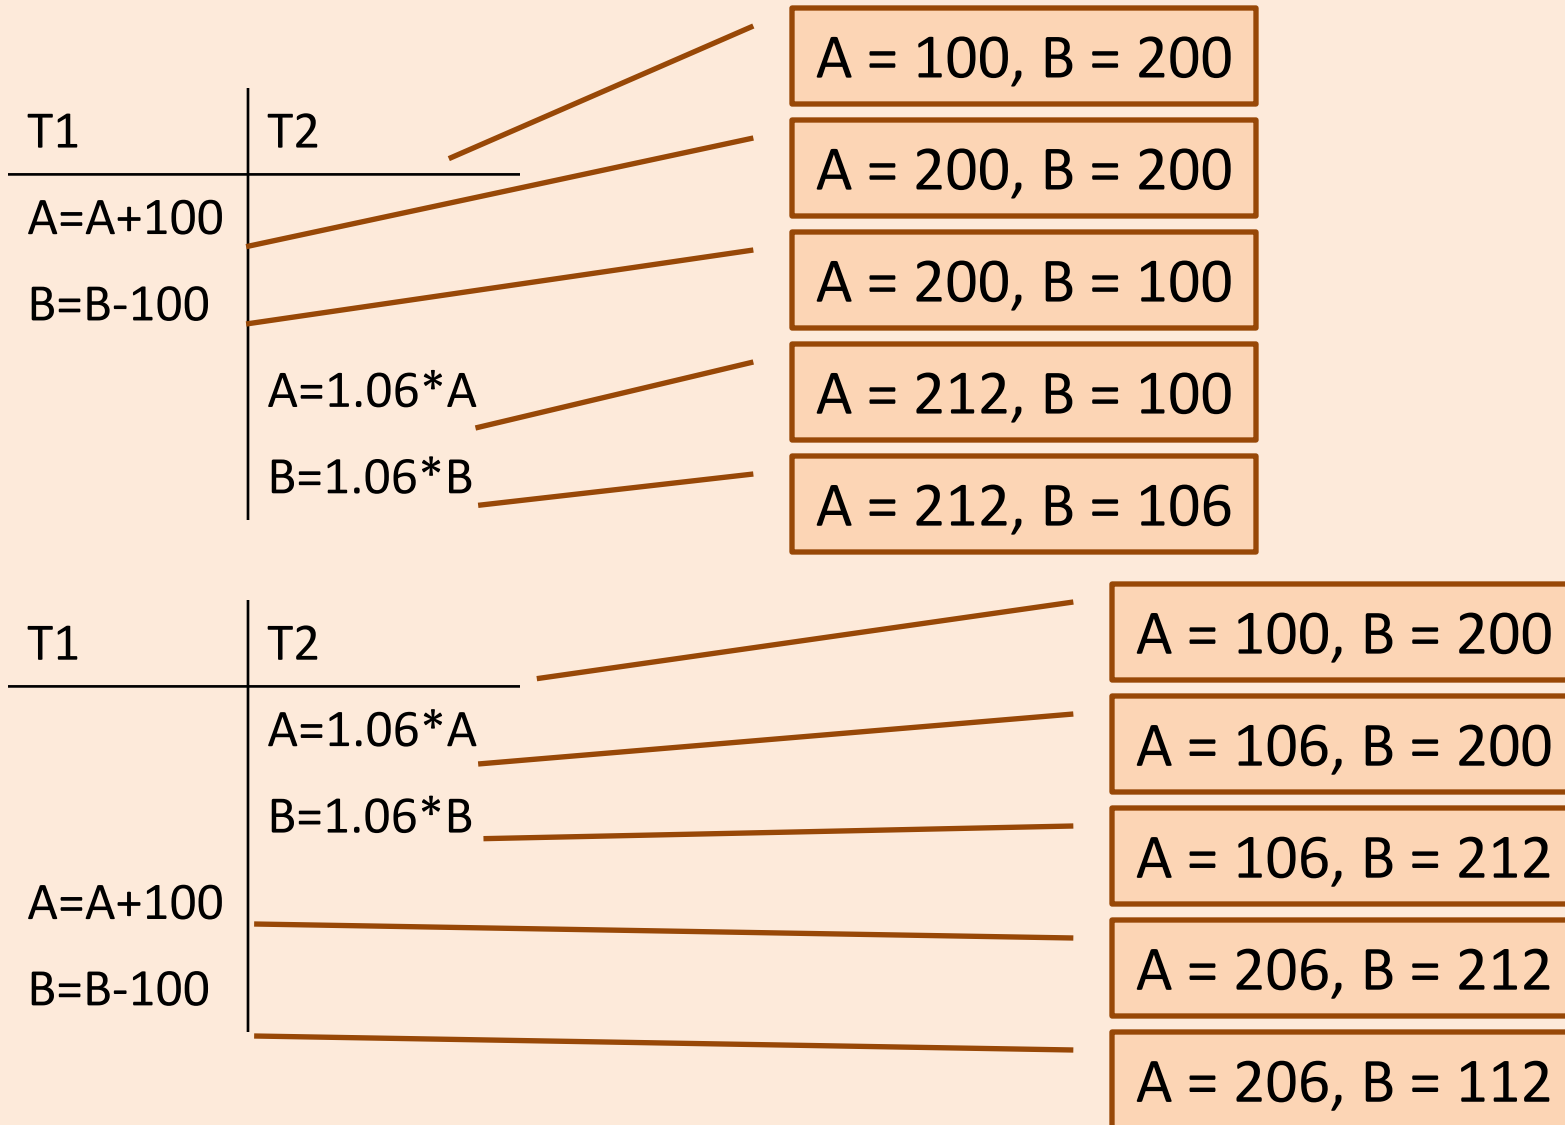 T1
T2
A=A+100
B=B-100
A=1.06*A
B=1.06*B
A = 100, B = 200
A = 200, B = 200
A = 200, B = 100
A = 212, B = 100
A = 212, B = 106
T1
T2
A=1.06*A
B=1.06*B
A=A+100
B=B-100
A = 100, B = 200
A = 106, B = 200
A = 106, B = 212
A = 206, B = 212
A = 206, B = 112